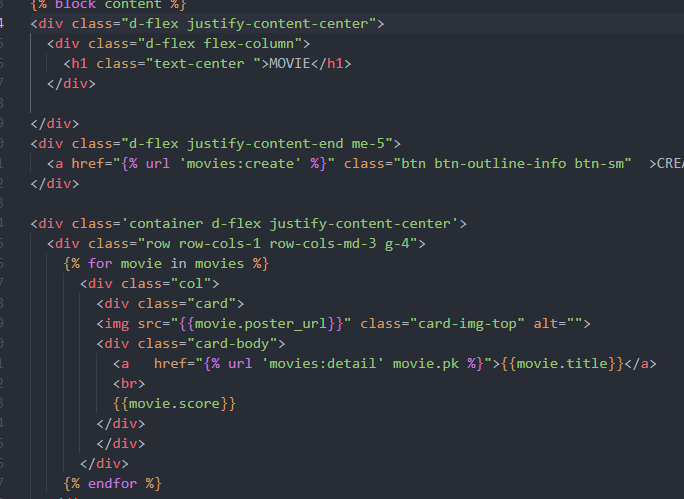 {% block content %}
<div class="d-flex justify-content-center">
<div class="d-flex flex-column">
<h1 class="text-center ">MOVIE</h1>
</div>
</div>
<div class="d-flex justify-content-end me-5">
<a href="{% url 'movies:create' %}" class="btn btn-outline-info btn-sm"  >CREA
</div>
<div class='container d-flex justify-content-center'>
<div class="row row-cols-1 row-cols-md-3 g-4">
{% for movie in movies %}
<div class="col">
<div class="card">
<img src="{{movie.poster_url}}" class="card-img-top" alt="">
<div class="card-body">
<a   href="{% url 'movies:detail' movie.pk %}">{{movie.title}}</a>
<br>
{{movie.score}}
</div>
</div>
</div>
{% endfor %}